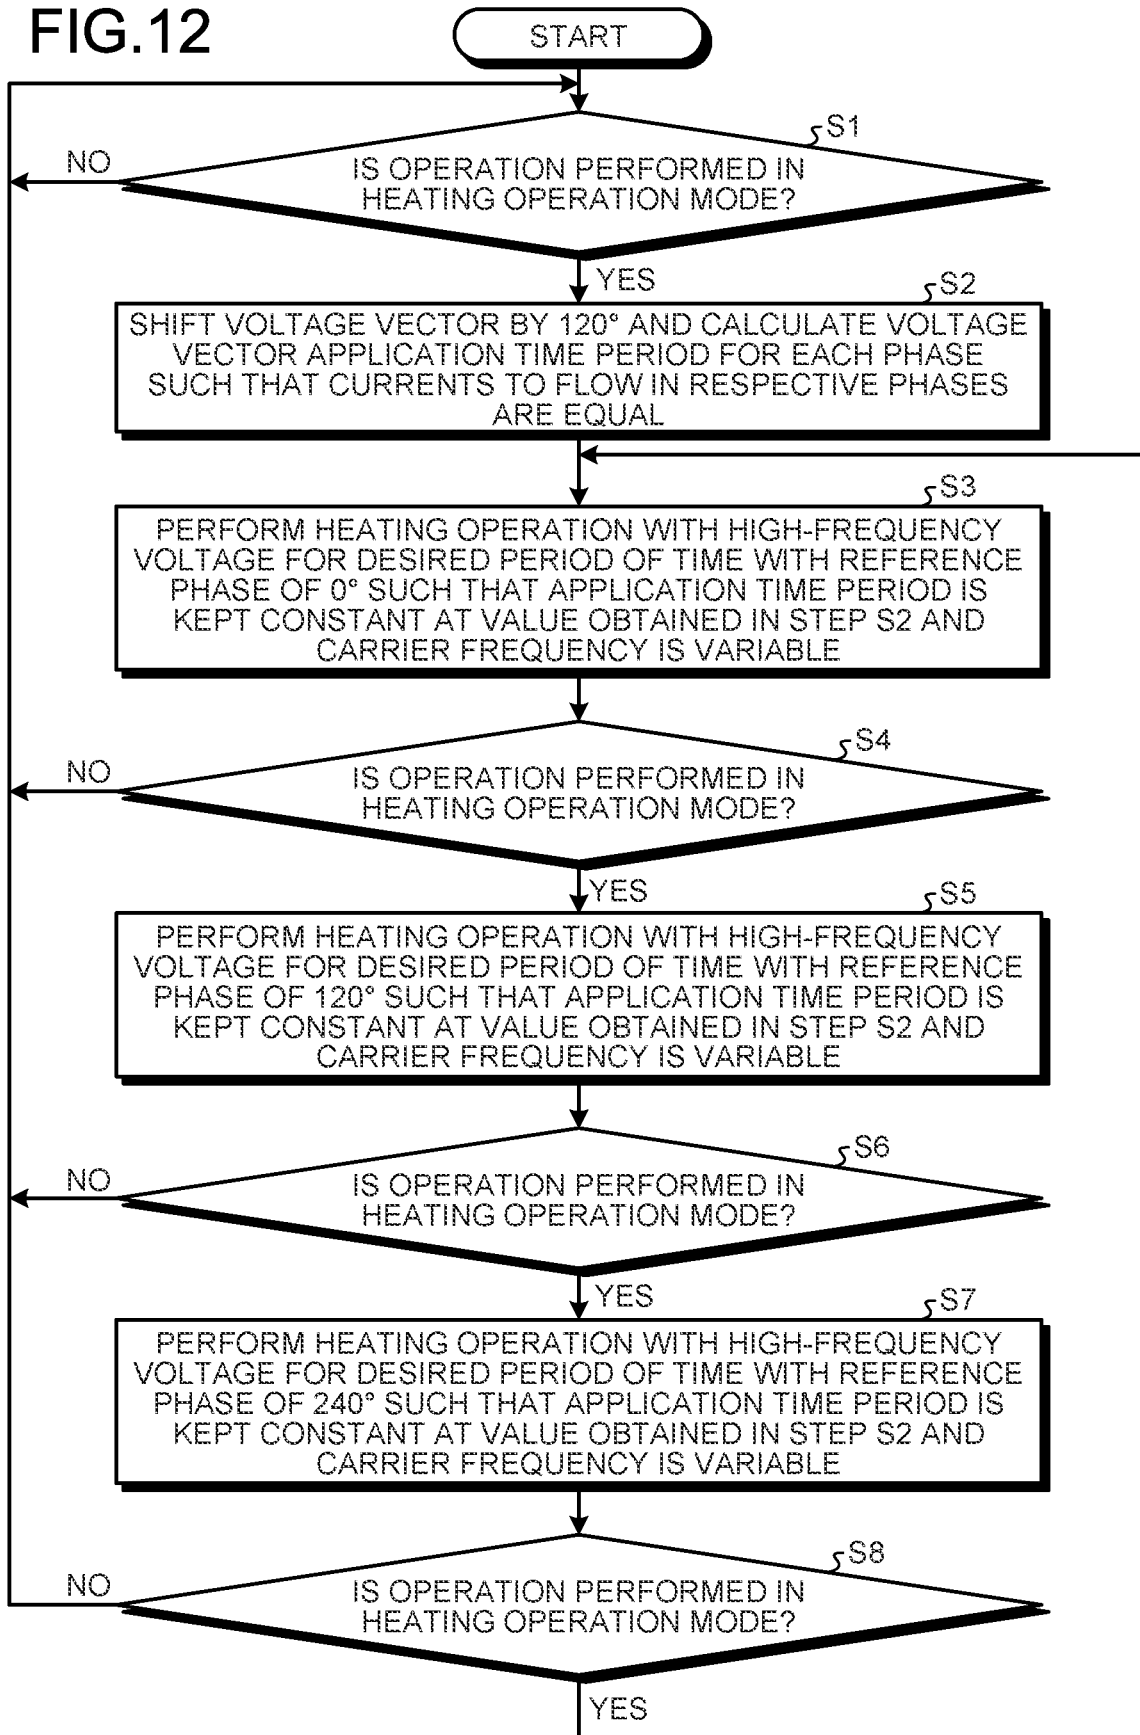 FIG.12
START
S1
NO
IS OPERATION PERFORMED IN
HEATING OPERATION MODE?
YES
S2
SHIFT VOLTAGE VECTOR BY 120° AND CALCULATE VOLTAGE
VECTOR APPLICATION TIME PERIOD FOR EACH PHASE
SUCH THAT CURRENTS TO FLOW IN RESPECTIVE PHASES
ARE EQUAL
S3
PERFORM HEATING OPERATION WITH HIGH-FREQUENCY
VOLTAGE FOR DESIRED PERIOD OF TIME WITH REFERENCE
PHASE OF 0° SUCH THAT APPLICATION TIME PERIOD IS
KEPT CONSTANT AT VALUE OBTAINED IN STEP S2 AND
CARRIER FREQUENCY IS VARIABLE
S4
NO
IS OPERATION PERFORMED IN
HEATING OPERATION MODE?
YES
S5
PERFORM HEATING OPERATION WITH HIGH-FREQUENCY
VOLTAGE FOR DESIRED PERIOD OF TIME WITH REFERENCE
PHASE OF 120° SUCH THAT APPLICATION TIME PERIOD IS
KEPT CONSTANT AT VALUE OBTAINED IN STEP S2 AND
CARRIER FREQUENCY IS VARIABLE
S6
NO
IS OPERATION PERFORMED IN
HEATING OPERATION MODE?
YES
S7
PERFORM HEATING OPERATION WITH HIGH-FREQUENCY
VOLTAGE FOR DESIRED PERIOD OF TIME WITH REFERENCE
PHASE OF 240° SUCH THAT APPLICATION TIME PERIOD IS
KEPT CONSTANT AT VALUE OBTAINED IN STEP S2 AND
CARRIER FREQUENCY IS VARIABLE
S8
NO
IS OPERATION PERFORMED IN
HEATING OPERATION MODE?
YES